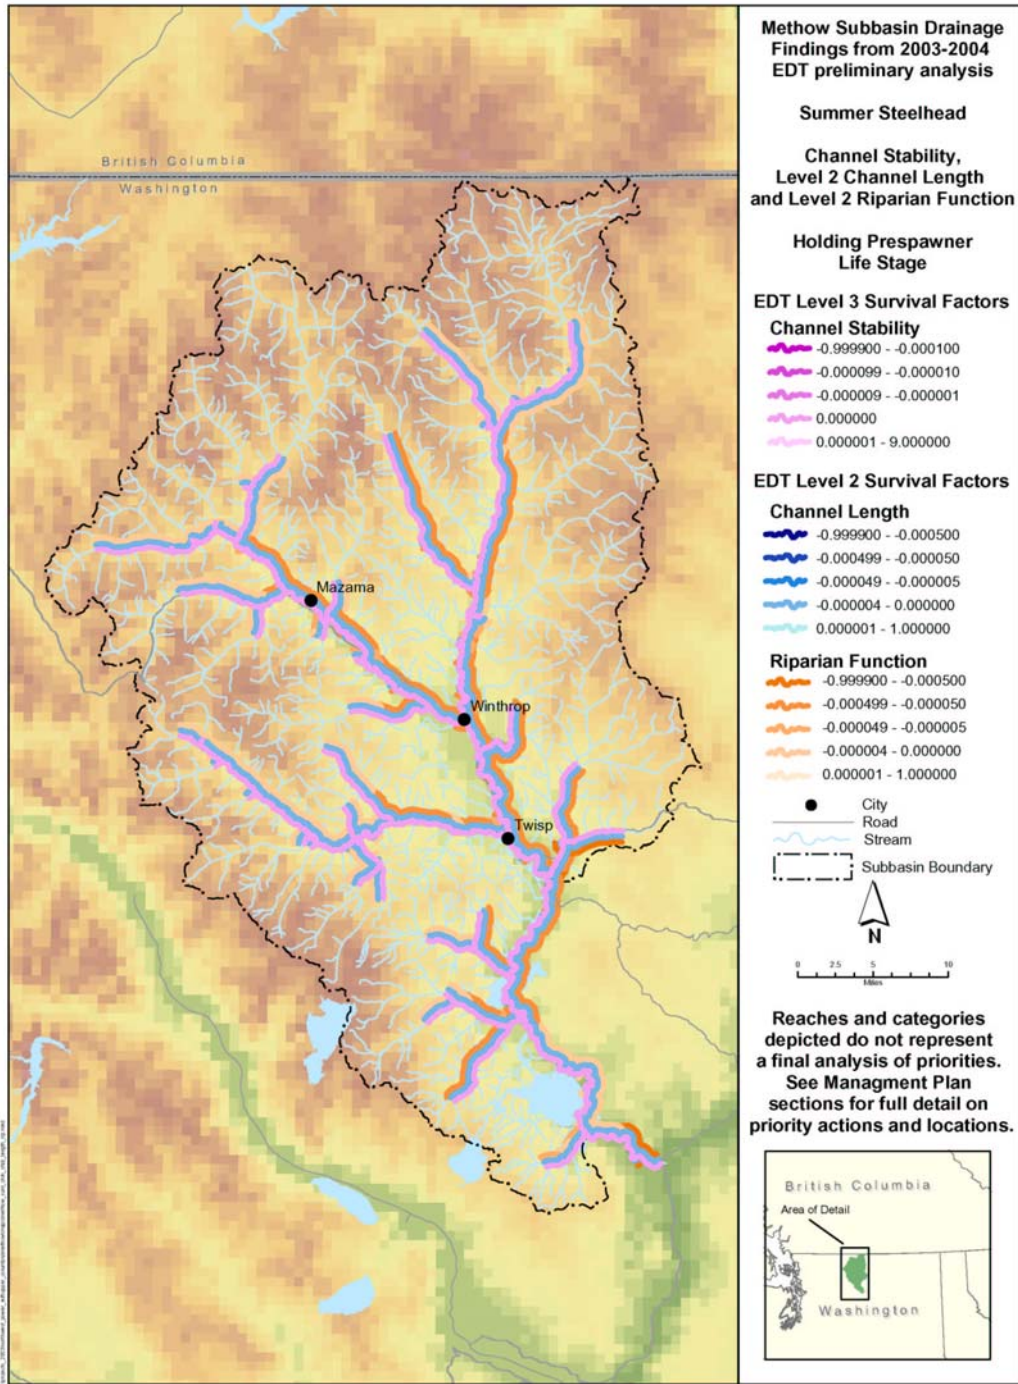 Methow Subbasin Drainage
Findings from 2003-2004
EDT preliminary analysis
Summer Steelhead
Channel Stability,
Level 2 Channel Length
and Level 2 Riparian Function
Holding Prespawner
Life Stage
EDT Level 3 Survival Factors
Channel Stability
-0.999900 - -0.000100
-0.000099 - -0.000010
-0.000009 - -0.000001
0.000000
0.000001 - 9.000000
EDT Level 2 Survival Factors
Channel Length
-0.999900 - -0.000500
-0.000499 - -0.000050
-0.000049 - -0.000005
-0.000004 - 0.000000
0.000001 - 1.000000
Riparian Function
-0.999900 - -0.000500
-0.000499 - -0.000050
-0.000049 - -0.000005
-0.000004 - 0.000000
0.000001 - 1.000000
City
Road
Stream
Subbasin Boundary
N
0 2.5 5 10
Miles
Reaches and categories
depicted do not represent
a final analysis of priorities.
See Managment Plan
sections for full detail on
priority actions and locations.
British Columbia
Area of Detail
Washington
British Columbia
Washington
Mazama
Winthrop
Twisp